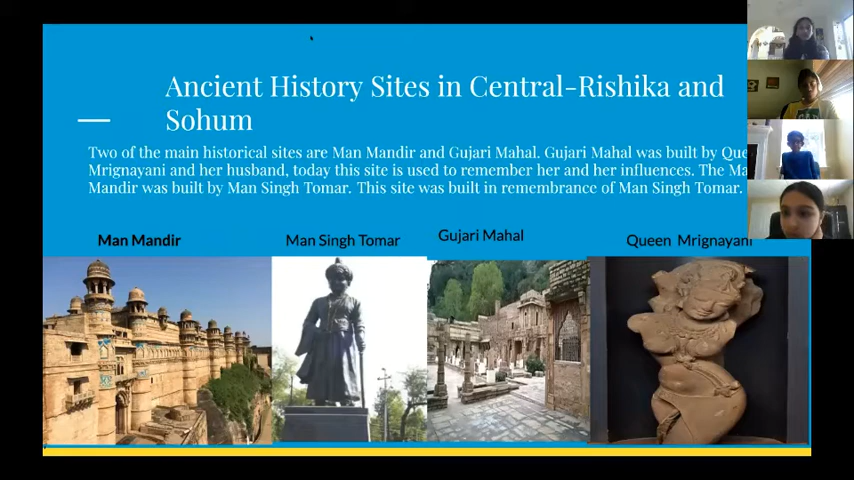 Ancient History Sites in Central-Rishika and
Sohum
Two of the main historical sites are Man Mandir and Gujari Mahal. Gujari Mahal was built by
Mrignayani and her husband, today this site is used to remember her and her influences. The
Mandir was built by Man Singh Tomar. This site was built in remembrance of Man Singh Tomar.
Man Mandir
Man Singh Tomar
Gujari Mahal
Queen Mrignayani